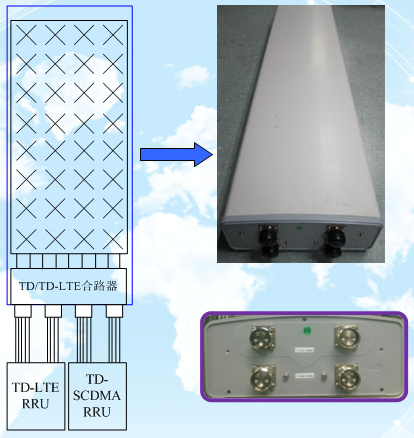 TD/TD-LTE合路器
TD-LTE
RRU
TD-
SCDMA
RRU